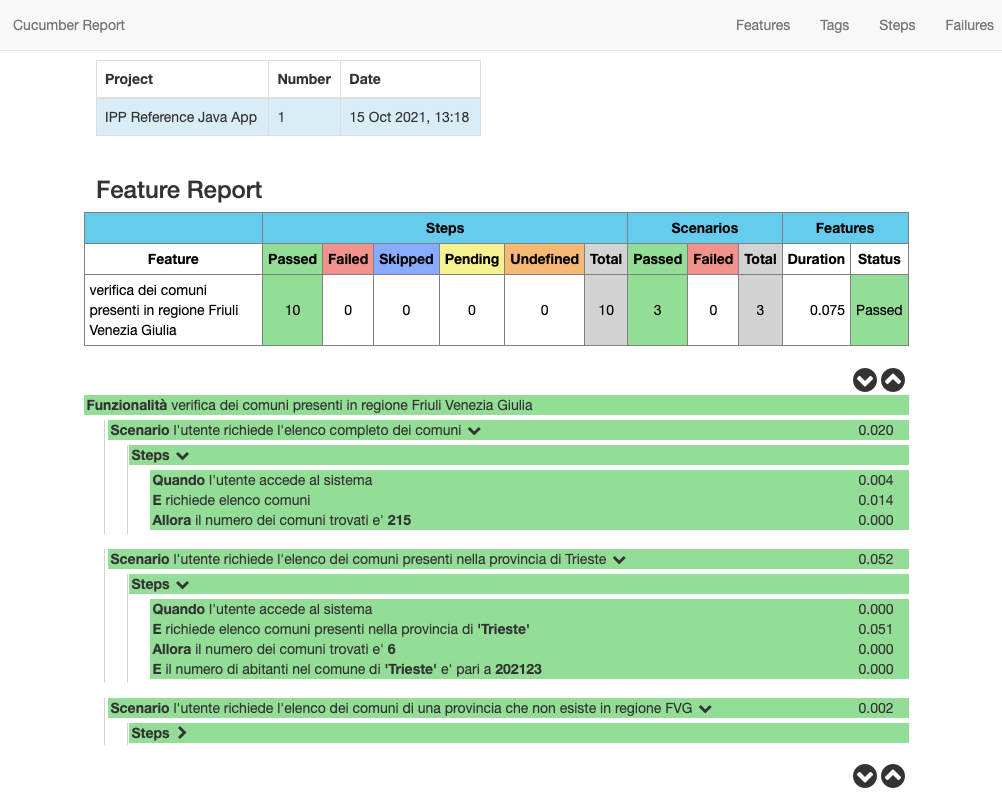 Cucumber Report Features Tags Steps Failures
Project Number Date
IPP Reference Java App 1 15 Oct 2021, 13:18
Feature Report
Steps Scenarios Features
Feature Passed Failed Skipped Pending Undefined Total Passed Failed Total Duration Status
verifica dei comuni
presenti in regione Friuli
Venezia Giulia
10 0 0 0 0 10 3 0 3 0.075 Passed
Funzionalità verifica dei comuni presenti in regione Friuli Venezia Giulia
Scenario l'utente richiede l'elenco completo dei comuni 0.020
Steps
Quando l'utente accede al sistema 0.004
E richiede elenco comuni 0.014
Allora il numero dei comuni trovati e' 215 0.000
Scenario l'utente richiede l'elenco dei comuni presenti nella provincia di Trieste 0.052
Steps
Quando l'utente accede al sistema 0.000
E richiede elenco comuni presenti nella provincia di 'Trieste' 0.051
Allora il numero dei comuni trovati e' 6 0.000
E il numero di abitanti nel comune di 'Trieste' e' pari a 202123 0.000
Scenario l'utente richiede l'elenco dei comuni di una provincia che non esiste in regione FVG 0.002
Steps